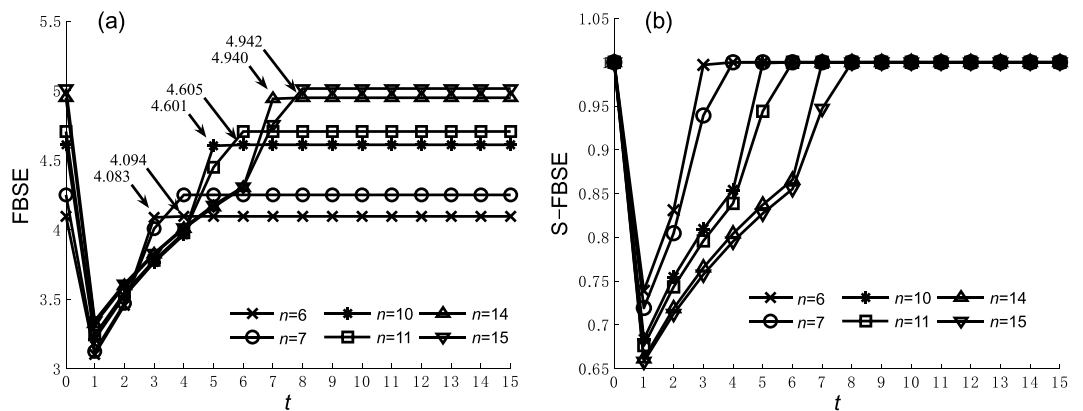 (a)
FBSE
5.5
5
4.5
4
3.5
3
4.942
4.940
4.605
4.601
4.094
4.083
n=6
n=10
n=14
n=7
n=11
n=15
0 1 2 3 4 5 6 7 8 9 10 11 12 13 14 15
t
(b)
S-FBSE
1.05
1
0.95
0.9
0.85
0.8
0.75
0.7
0.65
n=6
n=10
n=14
n=7
n=11
n=15
0 1 2 3 4 5 6 7 8 9 10 11 12 13 14 15
t